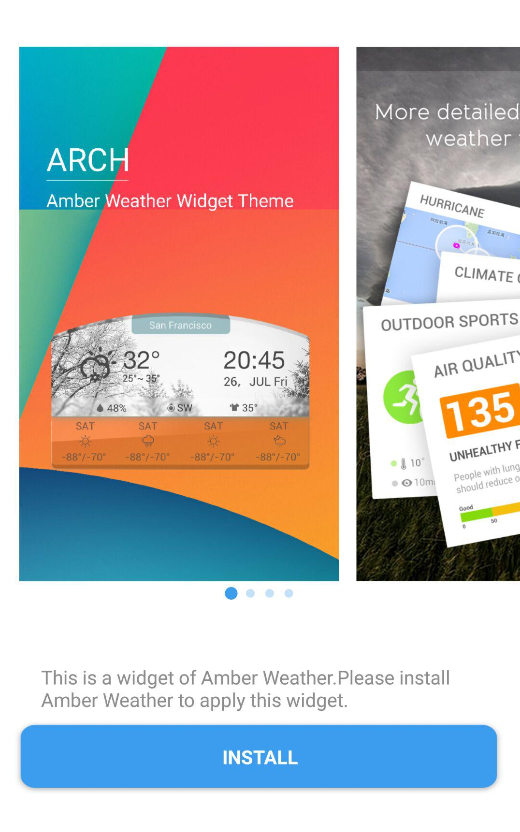 ARCH
Amber Weather Widget Theme
San Francisco
32°
25°~ 35°
20:45
26, JUL Fri
48%
SW
35°
SAT
SAT
SAT
SAT
-88°/-70°
-88°/-70°
-88°/-70°
-88°/-70°
More detailed
weather
HURRICANE
CLIMATE
OUTDOOR SPORTS
10°
AIR QUALITY
135
UNHEALTHY F
People with lung
should reduce
Good
0
50
This is a widget of Amber Weather.Please install
Amber Weather to apply this widget.
INSTALL